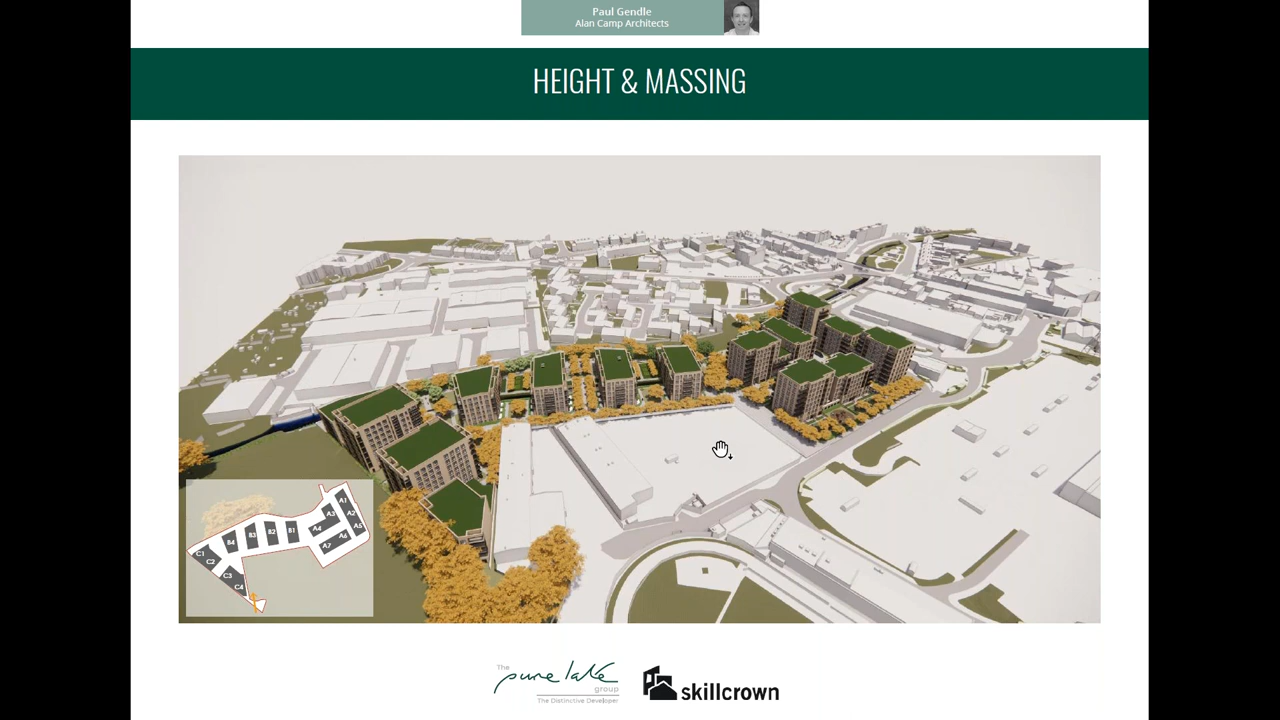 Paul Gendle
Alan Camp Architects
HEIGHT & MASSING
A1
A3
A2
A4
A5
A6
A7
B1
B2
B3
B4
C1
C2
C3
C4
The
pure lake
group
The Distinctive Developer
skillcrown